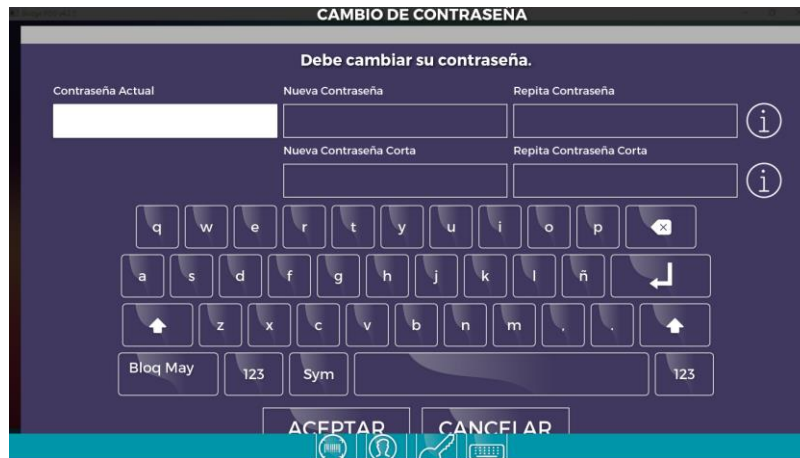 CAMBIO DE CONTRASEÑA
Debe cambiar su contraseña.
Contraseña Actual Nueva Contraseña Repita Contraseña
i
Nueva Contraseña Corta Repita Contraseña Corta
i
q w e r t y u i o p
a s d f g h j k l ñ
z x c v b n m , .
Bloq May 123 Sym 123
ACEPTAR CANCELAR